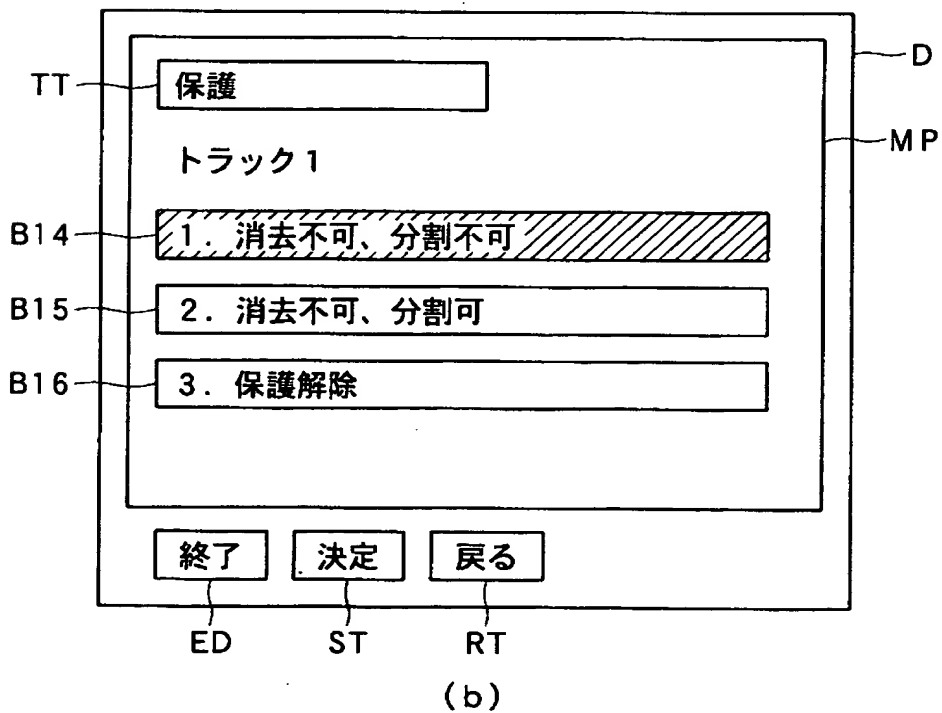 D
TT 保護
MP
トラック1
B14 1. 消去不可、分割不可
B15 2. 消去不可、分割可
B16 3. 保護解除
終了 決定 戻る
ED ST RT
(b)